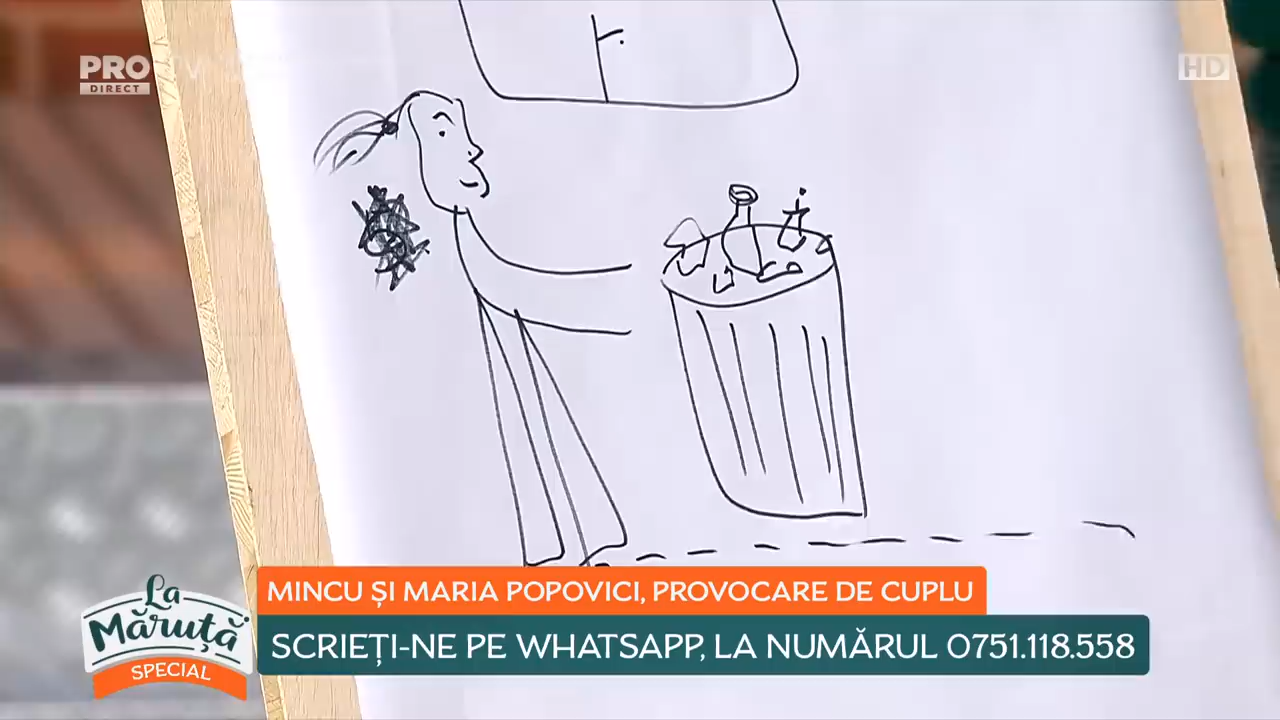 PRO
DIRECT
HD
MINCU ȘI MARIA POPOVICI, PROVOCARE DE CUPLU
SCRIEȚI-NE PE WHATSAPP, LA NUMĂRUL 0751.118.558
La
Măruță
SPECIAL